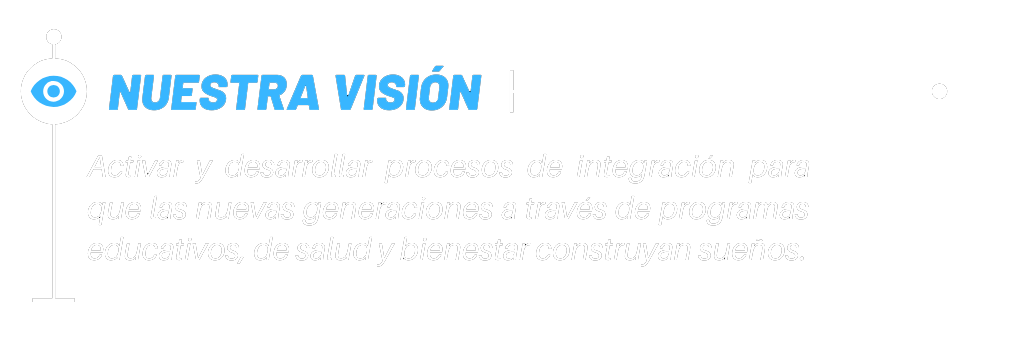 NUESTRA VISIÓN
Activar y desarrollar procesos de integración para
que las nuevas generaciones a través de programas
educativos, de salud y bienestar construyan sueños.